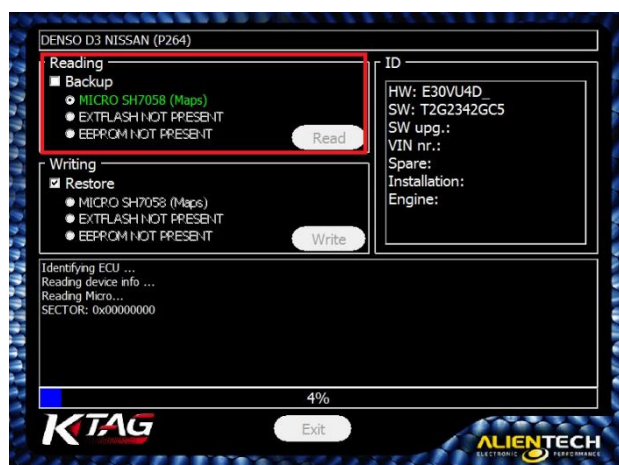 DENSO D3 NISSAN (P264)
Reading
Backup
MICRO SH7058 (Maps)
EXTFLASH NOT PRESENT
EEPROM NOT PRESENT
Read
Writing
Restore
MICRO SH7058 (Maps)
EXTFLASH NOT PRESENT
EEPROM NOT PRESENT
Write
ID
HW: E30VU4D_
SW: T2G2342GC5
SW upg.:
VIN nr.:
Spare:
Installation:
Engine:
Identifying ECU ...
Reading device info ...
Reading Micro...
SECTOR: 0x00000000
4%
KTAG
Exit
ALIENTECH
ELECTRONIC PERFORMANCE